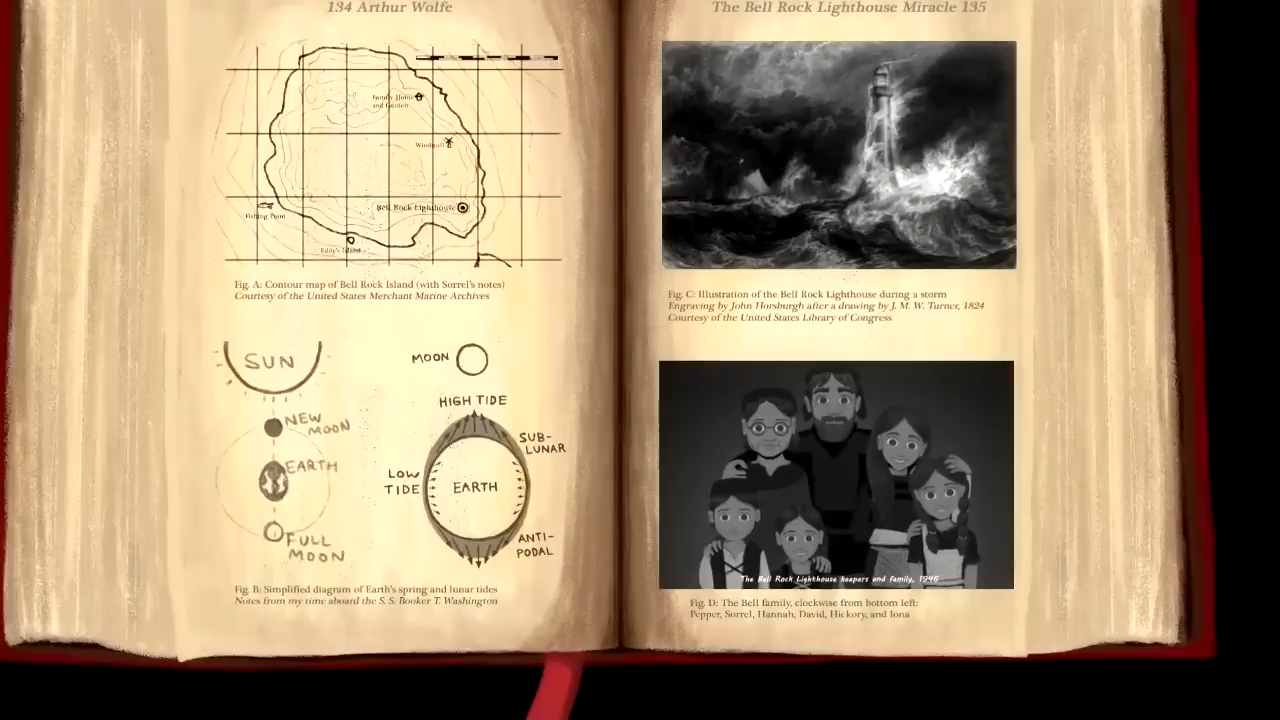 134 Arthur Wolfe
Family Home
and Garden
Windmill
Bell Rock Lighthouse
Fishing Point
Eddy's Island
Fig. A: Contour map of Bell Rock Island (with Sorrel's notes)
Courtesy of the United States Merchant Marine Archives
SUN
NEW
MOON
EARTH
FULL
MOON
MOON
HIGH TIDE
SUB-
LUNAR
LOW
TIDE
EARTH
ANTI-
PODAL
Fig. B: Simplified diagram of Earth's spring and lunar tides
Notes from my time aboard the S. S. Booker T. Washington
The Bell Rock Lighthouse Miracle 135
Fig. C: Illustration of the Bell Rock Lighthouse during a storm
Engraving by John Horsburgh after a drawing by J. M. W. Turner, 1824
Courtesy of the United States Library of Congress
The Bell Rock Lighthouse keepers and family, 1946
Fig. D: The Bell family, clockwise from bottom left:
Pepper, Sorrel, Hannah, David, Hickory, and Iona